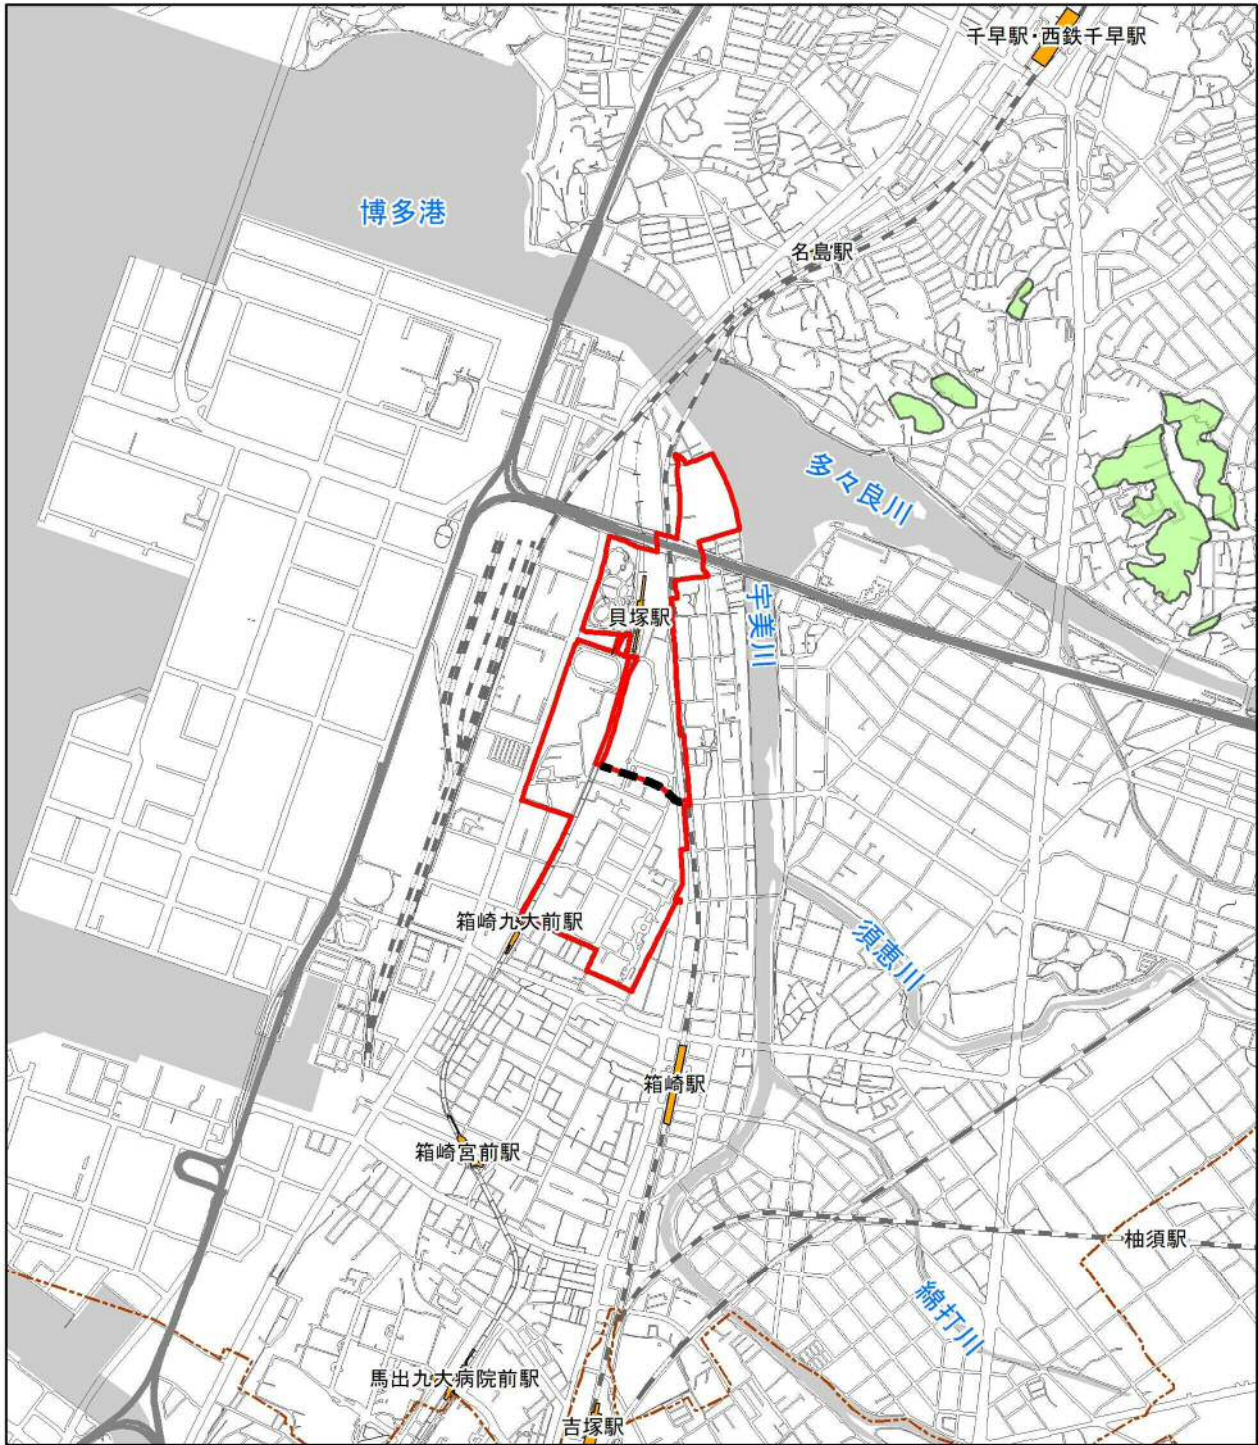 千早駅・西鉄千早駅
博多港
名島駅
多々良川
宇美川
貝塚駅
箱崎九大前駅
須恵川
箱崎駅
箱崎宮前駅
柚須駅
綿打川
馬出九大病院前駅
吉塚駅